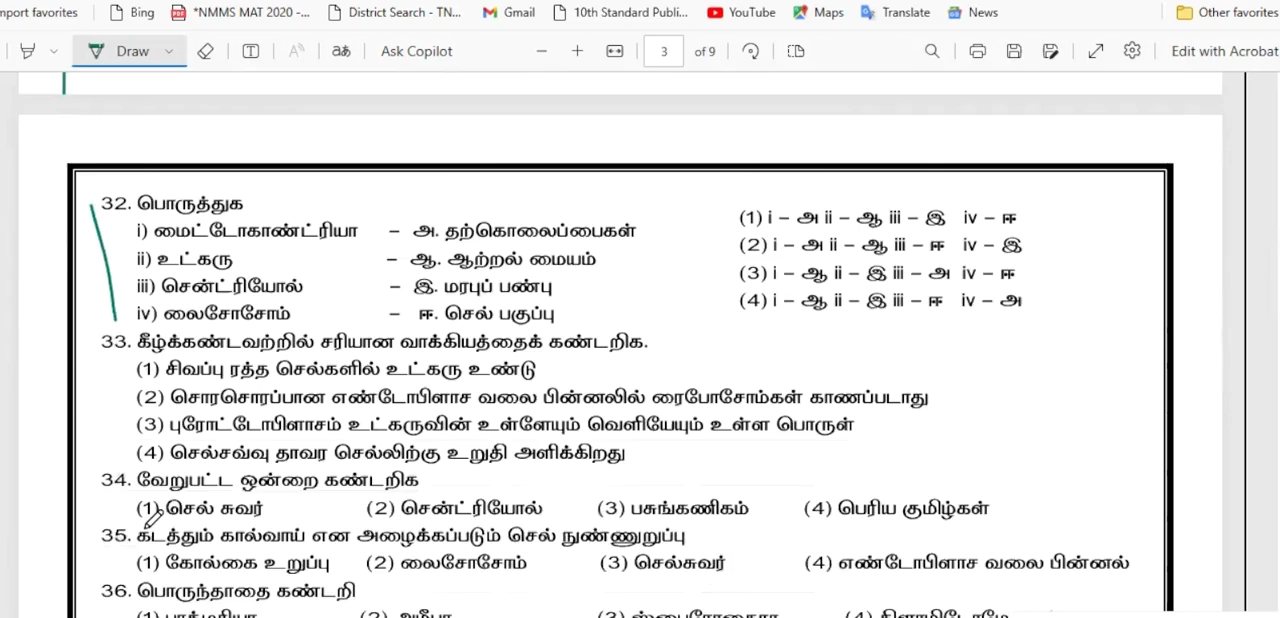 mport favorites Bing *NMMS MAT 2020 -... District Search - TN... Gmail 10th Standard Publi... YouTube Maps Translate News Other favorites
Draw aあ Ask Copilot 3 of 9 Edit with Acrobat
32. பொருத்துக
i) மைட்டோகாண்ட்ரியா – அ. தற்கொலைப்பைகள்
ii) உட்கரு – ஆ. ஆற்றல் மையம்
iii) சென்ட்ரியோல் – இ. மரபுப் பண்பு
iv) லைசோசோம் – ஈ. செல் பகுப்பு
(1) i – அ ii – ஆ iii – இ iv – ஈ
(2) i – அ ii – ஆ iii – ஈ iv – இ
(3) i – ஆ ii – இ iii – அ iv – ஈ
(4) i – ஆ ii – இ iii – ஈ iv – அ
33. கீழ்க்கண்டவற்றில் சரியான வாக்கியத்தைக் கண்டறிக.
(1) சிவப்பு ரத்த செல்களில் உட்கரு உண்டு
(2) சொரசொரப்பான எண்டோபிளாச வலை பின்னலில் ரைபோசோம்கள் காணப்படாது
(3) புரோட்டோபிளாசம் உட்கருவின் உள்ளேயும் வெளியேயும் உள்ள பொருள்
(4) செல்சவ்வு தாவர செல்லிற்கு உறுதி அளிக்கிறது
34. வேறுபட்ட ஒன்றை கண்டறிக
(1) செல் சுவர் (2) சென்ட்ரியோல் (3) பசுங்கணிகம் (4) பெரிய குமிழ்கள்
35. கடத்தும் கால்வாய் என அழைக்கப்படும் செல் நுண்ணுறுப்பு
(1) கோல்கை உறுப்பு (2) லைசோசோம் (3) செல்சுவர் (4) எண்டோபிளாச வலை பின்னல்
36. பொருந்தாதை கண்டறி